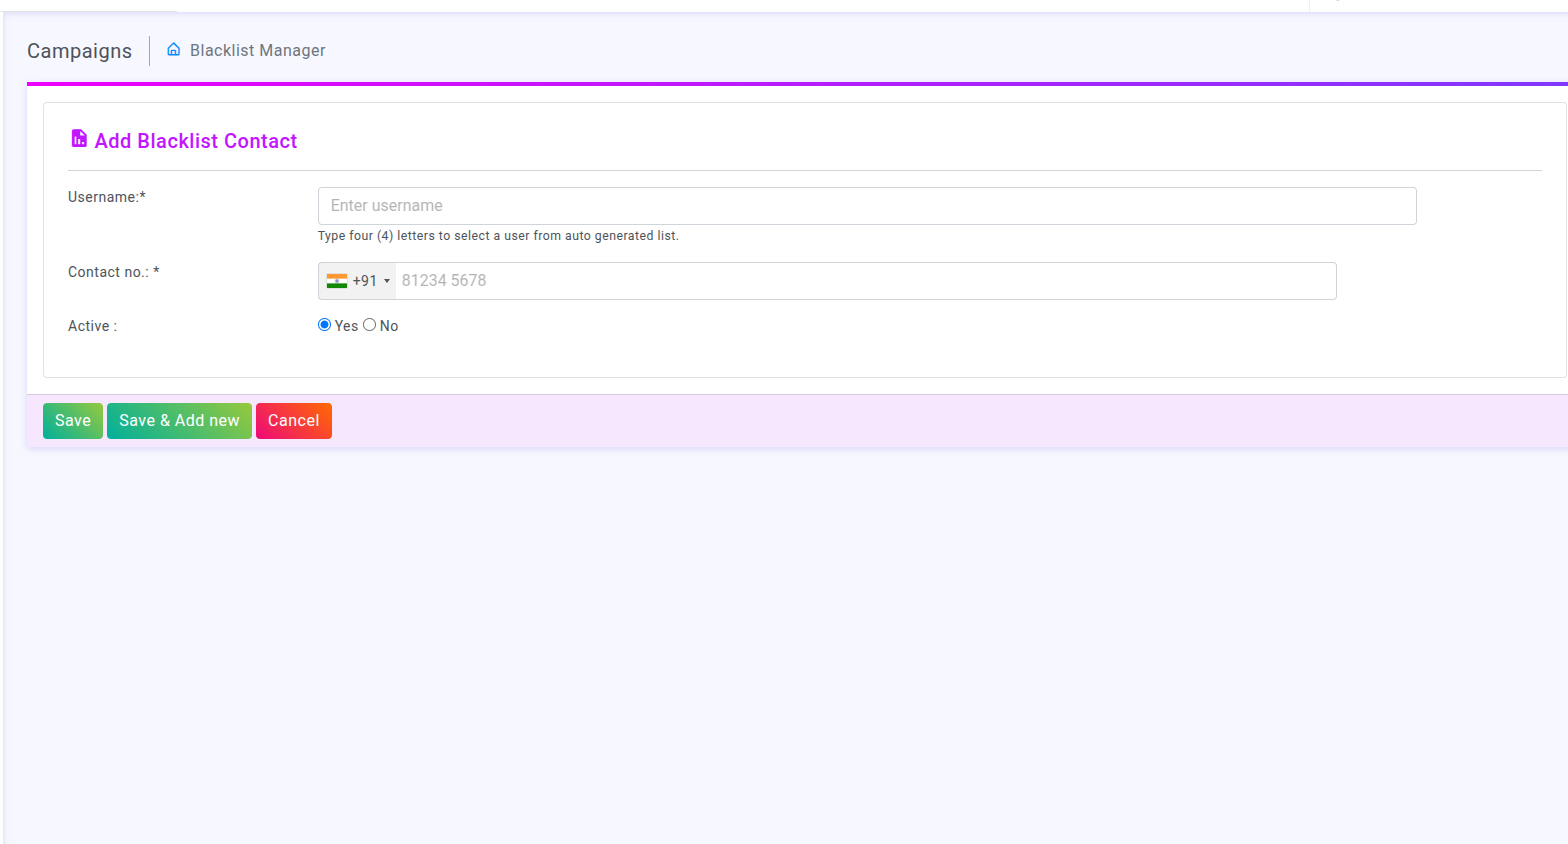 Campaigns
Blacklist Manager
Add Blacklist Contact
Username:*
Enter username
Type four (4) letters to select a user from auto generated list.
Contact no.: *
+91
81234 5678
Active :
Yes No
Save Save & Add new Cancel